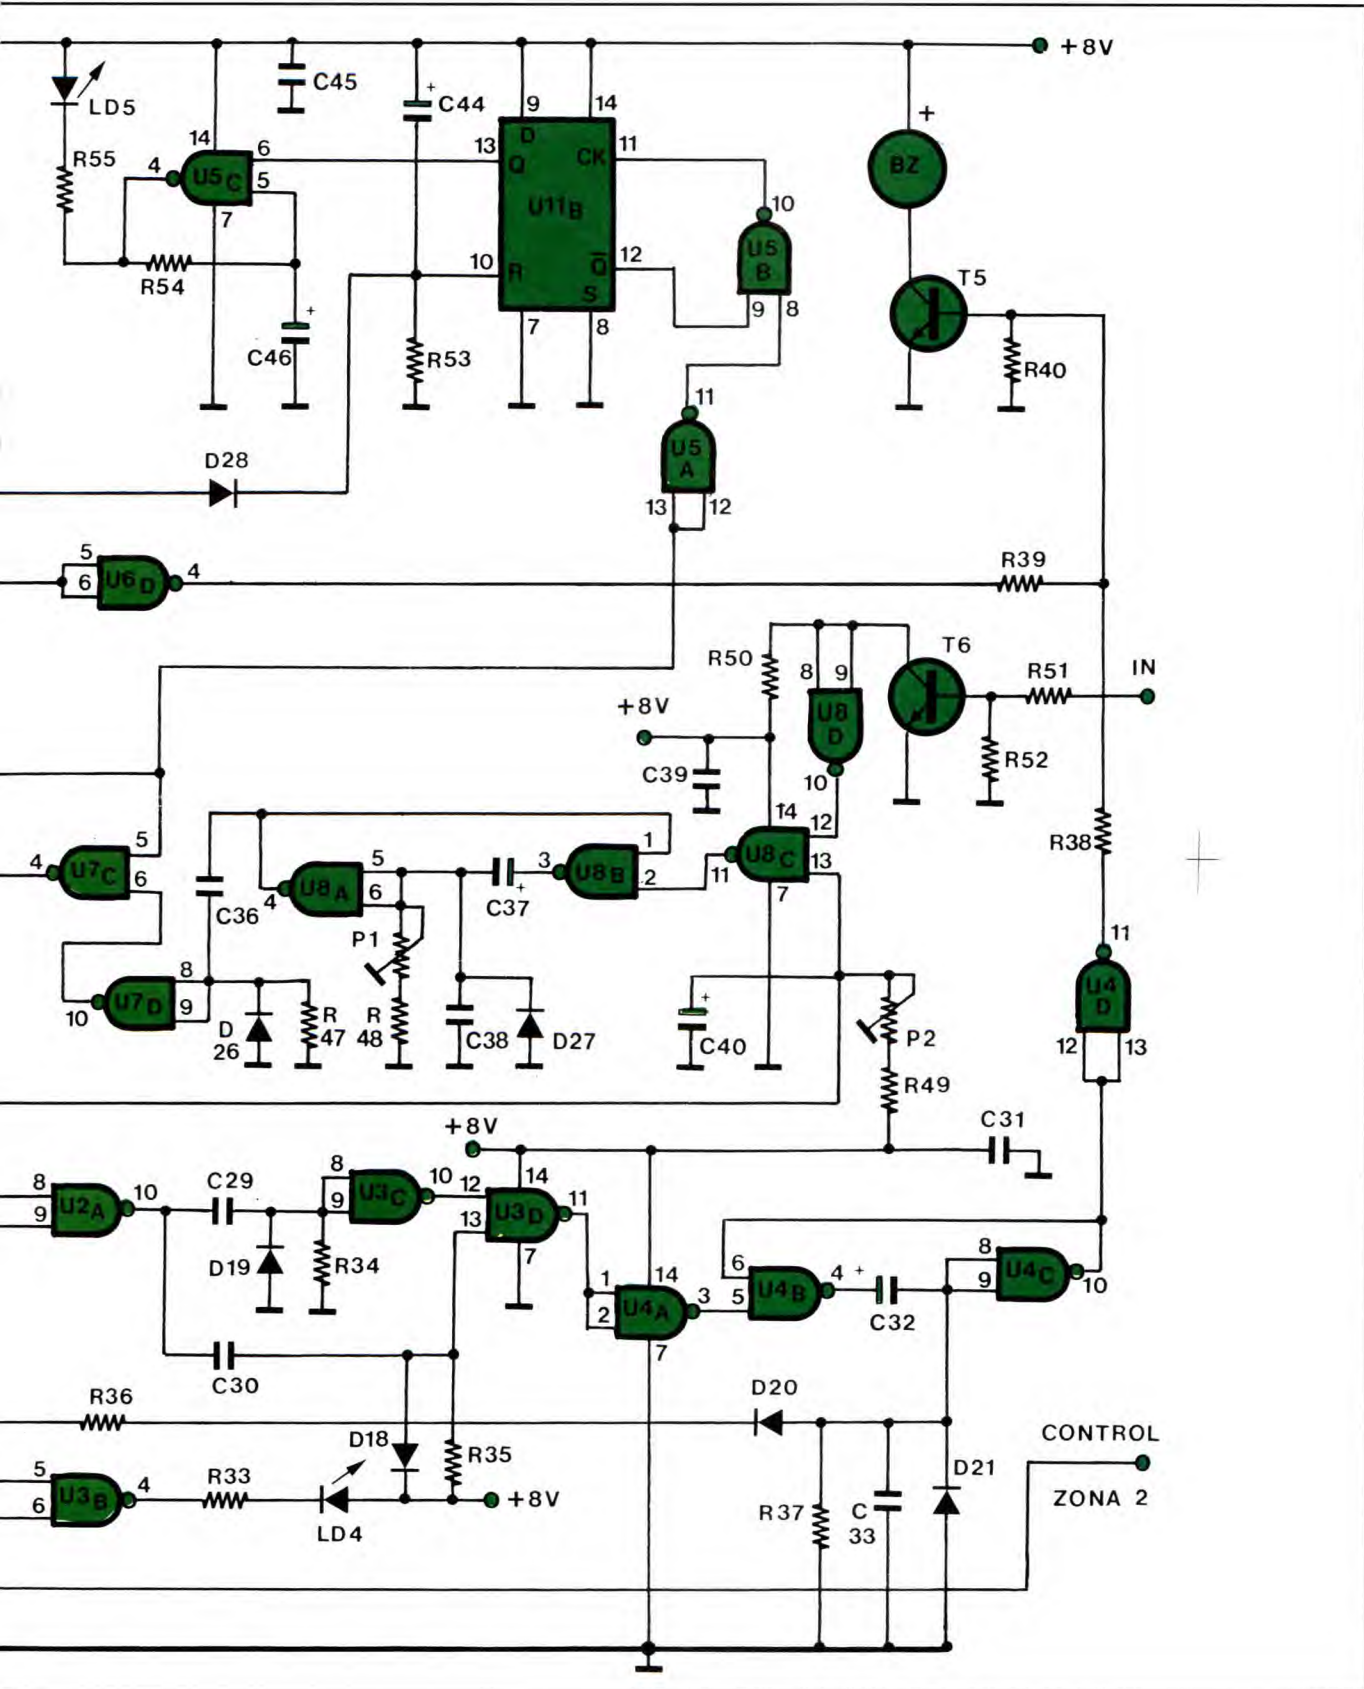 +8V
LD5
C45
+
C44
9
14
+
R55
14
4
U5C
6
5
7
13
D
Q
CK
11
BZ
U11B
10
U5
B
R54
10
R
Q
12
S
9
8
T5
+
C46
R53
7
8
R40
11
U5
A
D28
13
12
5
6
U6D
4
R39
R50
8
9
T6
R51
IN
+8V
U8
D
R52
C39
10
14
12
4
U7C
5
6
C36
4
U8A
5
6
C37
+
3
U8B
1
2
11
U8C
13
7
R38
P1
11
10
U7D
8
9
D
26
R
47
R
48
C38
D27
+
C40
P2
U4
D
12
13
R49
+8V
C31
8
9
U2A
10
C29
8
9
U3C
10
12
14
13
U3D
11
7
D19
R34
1
2
14
U4A
3
7
6
5
U4B
4
+
C32
8
9
U4C
10
C30
R36
D20
D18
R35
CONTROL
ZONA 2
D21
5
6
U3B
4
R33
LD4
+8V
R37
C
33